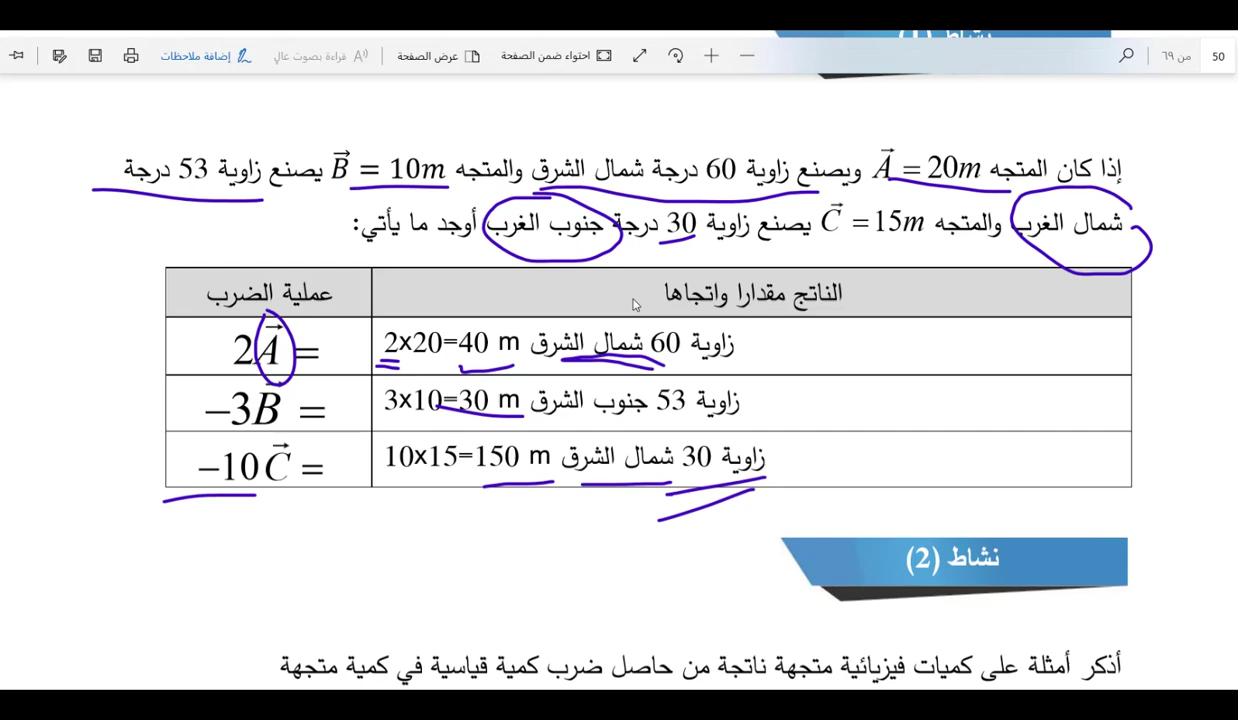 نشاط (1)
50 من ٦٩ احتواء ضمن الصفحة عرض الصفحة قراءة بصوت عالٍ إضافة ملاحظات
إذا كان المتجه A = 20m ويصنع زاوية 60 درجة شمال الشرق والمتجه B = 10m يصنع زاوية 53 درجة
شمال الغرب والمتجه C = 15m يصنع زاوية 30 درجة جنوب الغرب أوجد ما يأتي:
الناتج مقدارا واتجاها عملية الضرب
2A = 2x20=40 m زاوية 60 شمال الشرق
−3B = 3x10=30 m زاوية 53 جنوب الشرق
−10C = 10x15=150 m زاوية 30 شمال الشرق
نشاط (2)
أذكر أمثلة على كميات فيزيائية متجهة ناتجة من حاصل ضرب كمية قياسية في كمية متجهة